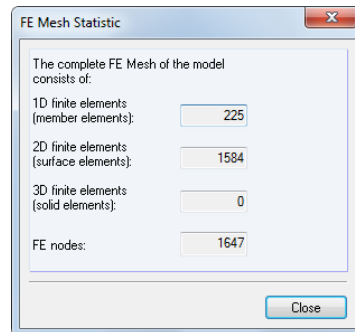 FE Mesh Statistic
The complete FE Mesh of the model
consists of:
1D finite elements
(member elements):
225
2D finite elements
(surface elements):
1584
3D finite elements
(solid elements):
0
FE nodes:
1647
Close